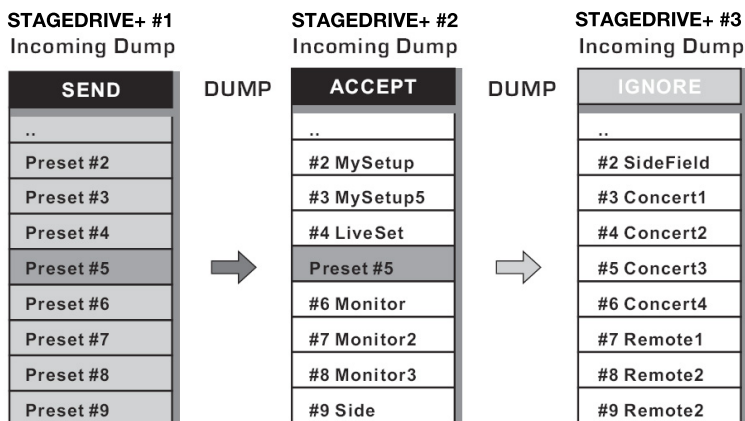 STAGEDRIVE+ #1
Incoming Dump
SEND
..
Preset #2
Preset #3
Preset #4
Preset #5
Preset #6
Preset #7
Preset #8
Preset #9
DUMP
STAGEDRIVE+ #2
Incoming Dump
ACCEPT
..
#2 MySetup
#3 MySetup5
#4 LiveSet
Preset #5
#6 Monitor
#7 Monitor2
#8 Monitor3
#9 Side
DUMP
STAGEDRIVE+ #3
Incoming Dump
IGNORE
..
#2 SideField
#3 Concert1
#4 Concert2
#5 Concert3
#6 Concert4
#7 Remote1
#8 Remote2
#9 Remote2